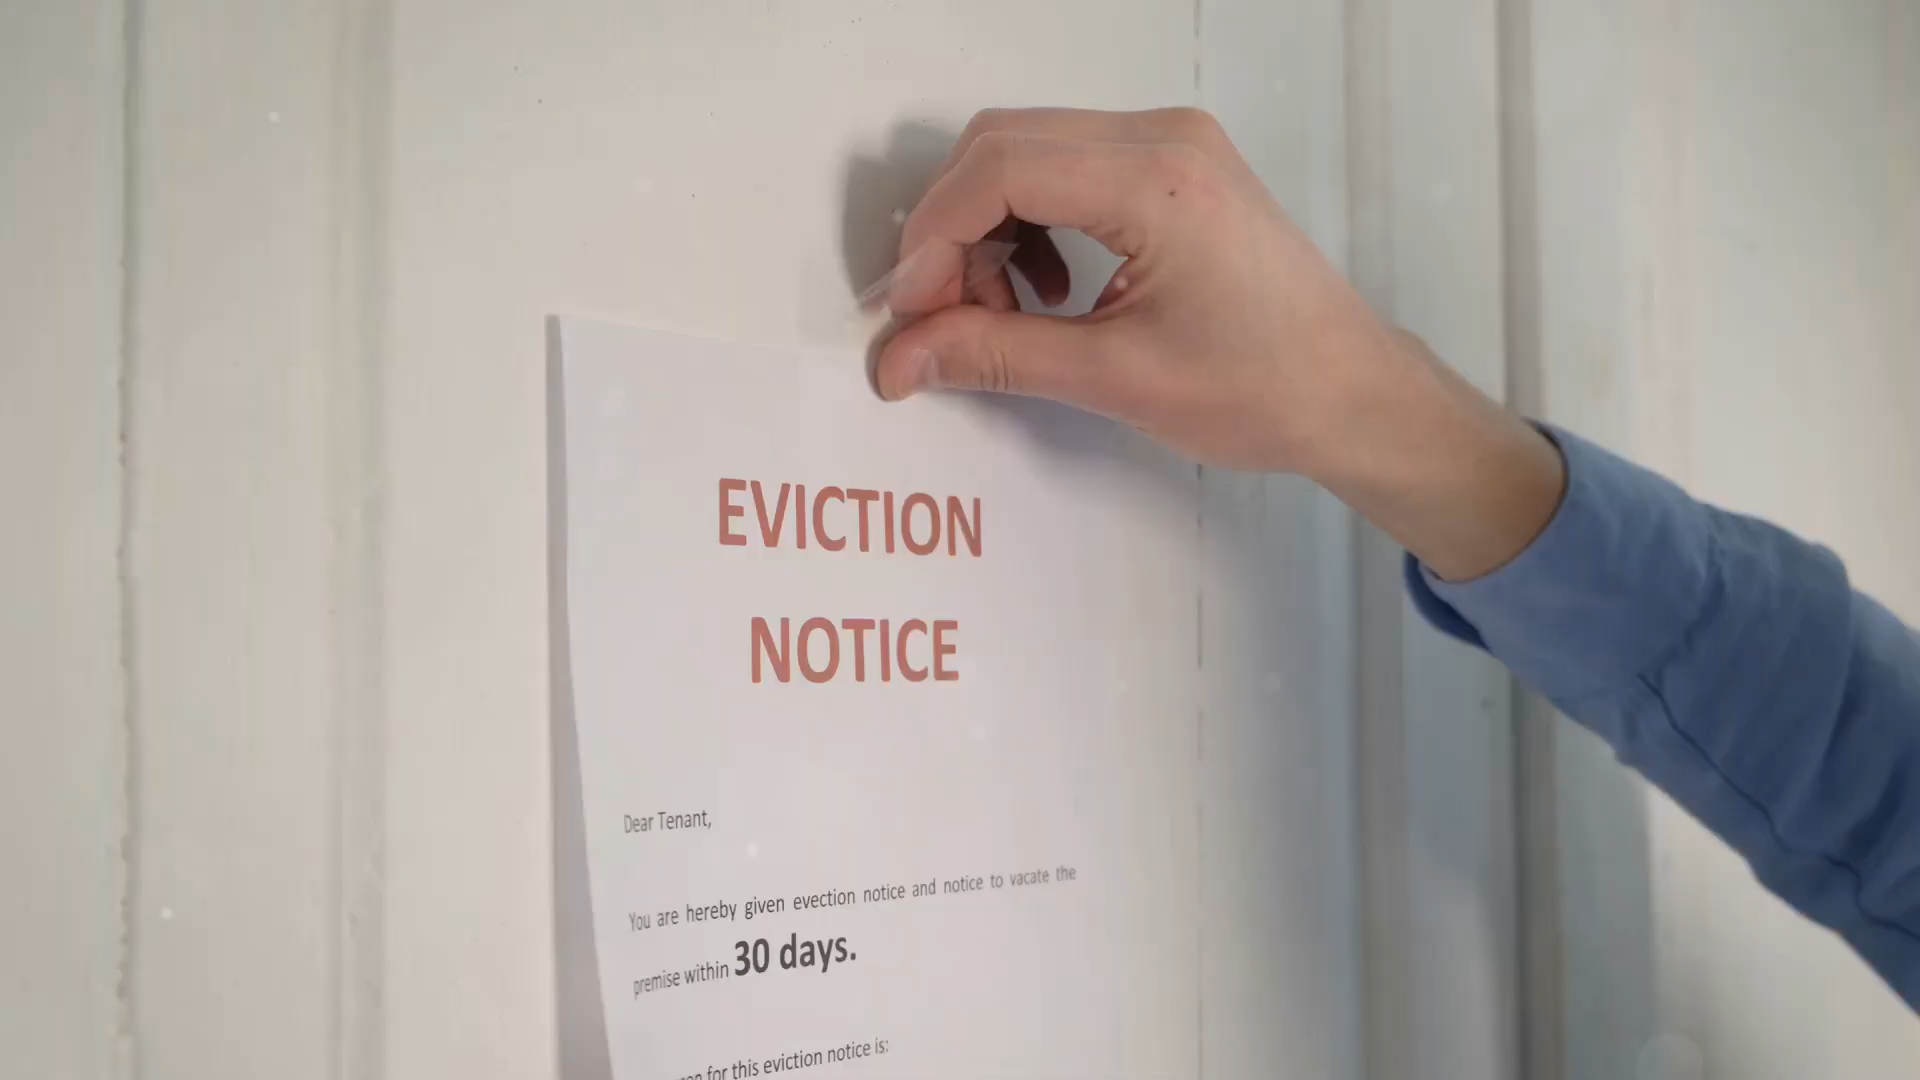 EVICTION
NOTICE
Dear Tenant,
You are hereby given evection notice and notice to vacate the
premise within 30 days.
for this eviction notice is: